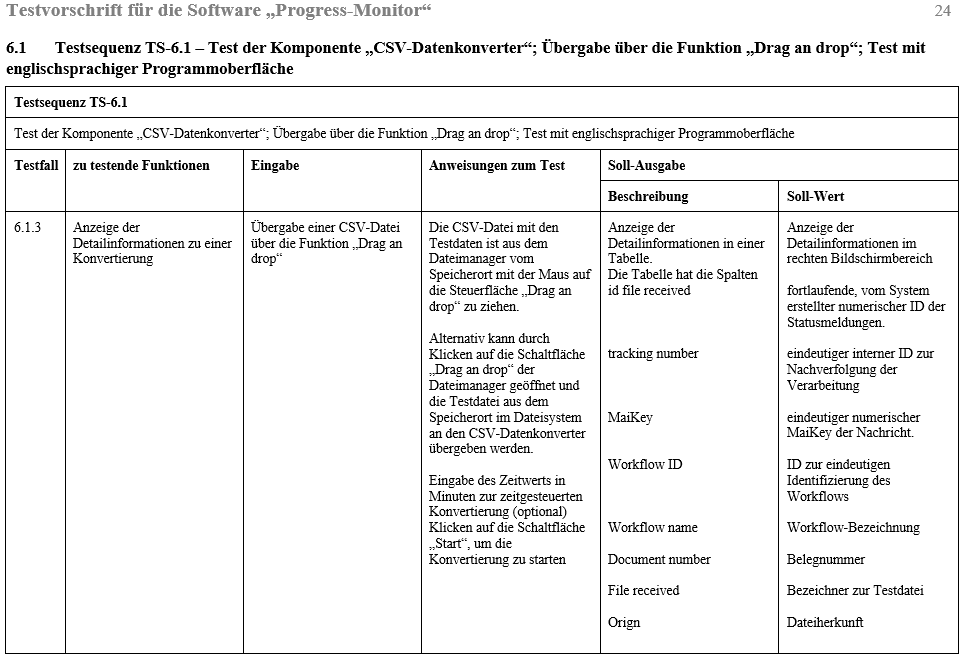 Testvorschrift für die Software „Progress-Monitor“ 24
6.1 Testsequenz TS-6.1 – Test der Komponente „CSV-Datenkonverter“; Übergabe über die Funktion „Drag an drop“; Test mit
englischsprachiger Programmoberfläche
Testsequenz TS-6.1
Test der Komponente „CSV-Datenkonverter“; Übergabe über die Funktion „Drag an drop“; Test mit englischsprachiger Programmoberfläche
Testfall zu testende Funktionen Eingabe Anweisungen zum Test Soll-Ausgabe
Beschreibung Soll-Wert
6.1.3
Anzeige der
Detailinformationen zu einer
Konvertierung
Übergabe einer CSV-Datei
über die Funktion „Drag an
drop“
Die CSV-Datei mit den
Testdaten ist aus dem
Dateimanager vom
Speicherort mit der Maus auf
die Steuerfläche „Drag an
drop“ zu ziehen.
Alternativ kann durch
Klicken auf die Schaltfläche
„Drag an drop“ der
Dateimanager geöffnet und
die Testdatei aus dem
Speicherort im Dateisystem
an den CSV-Datenkonverter
übergeben werden.
Eingabe des Zeitwerts in
Minuten zur zeitgesteuerten
Konvertierung (optional)
Klicken auf die Schaltfläche
„Start“, um die
Konvertierung zu starten
Anzeige der
Detailinformationen in einer
Tabelle.
Die Tabelle hat die Spalten
id file received
Anzeige der
Detailinformationen im
rechten Bildschirmbereich
fortlaufende, vom System
erstellter numerischer ID der
Statusmeldungen.
tracking number
eindeutiger interner ID zur
Nachverfolgung der
Verarbeitung
MaiKey
eindeutiger numerischer
MaiKey der Nachricht.
Workflow ID
ID zur eindeutigen
Identifizierung des
Workflows
Workflow name Workflow-Bezeichnung
Document number Belegnummer
File received Bezeichner zur Testdatei
Orign Dateiherkunft